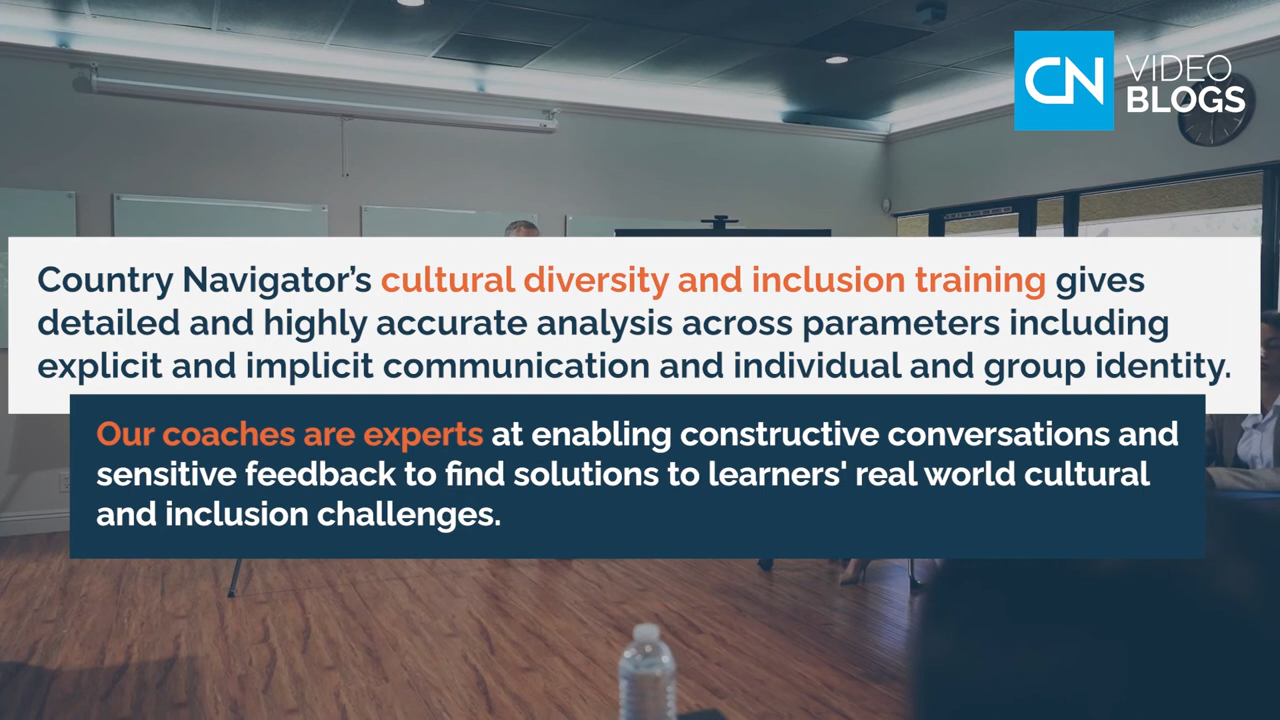 CN VIDEO
BLOGS
Country Navigator’s cultural diversity and inclusion training gives
detailed and highly accurate analysis across parameters including
explicit and implicit communication and individual and group identity.
Our coaches are experts at enabling constructive conversations and
sensitive feedback to find solutions to learners' real world cultural
and inclusion challenges.